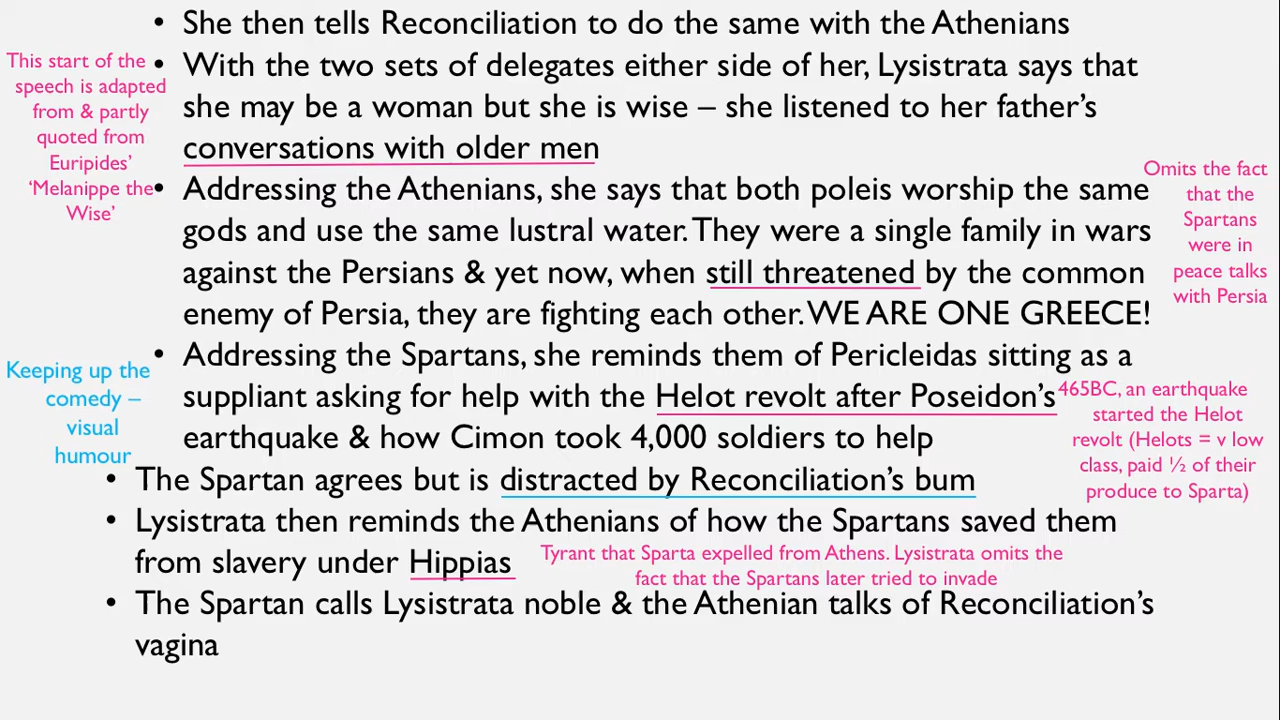 • She then tells Reconciliation to do the same with the Athenians
This start of the
speech is adapted
from & partly
quoted from
Euripides’
‘Melanippe the
Wise’
• With the two sets of delegates either side of her, Lysistrata says that
she may be a woman but she is wise – she listened to her father’s
conversations with older men
• Addressing the Athenians, she says that both poleis worship the same
gods and use the same lustral water. They were a single family in wars
against the Persians & yet now, when still threatened by the common
enemy of Persia, they are fighting each other. WE ARE ONE GREECE!
Omits the fact
that the
Spartans
were in
peace talks
with Persia
• Addressing the Spartans, she reminds them of Pericleidas sitting as a
suppliant asking for help with the Helot revolt after Poseidon’s
earthquake & how Cimon took 4,000 soldiers to help
Keeping up the
comedy –
visual
humour
465BC, an earthquake
started the Helot
revolt (Helots = v low
class, paid ½ of their
produce to Sparta)
• The Spartan agrees but is distracted by Reconciliation’s bum
• Lysistrata then reminds the Athenians of how the Spartans saved them
from slavery under Hippias
Tyrant that Sparta expelled from Athens. Lysistrata omits the
fact that the Spartans later tried to invade
• The Spartan calls Lysistrata noble & the Athenian talks of Reconciliation’s
vagina